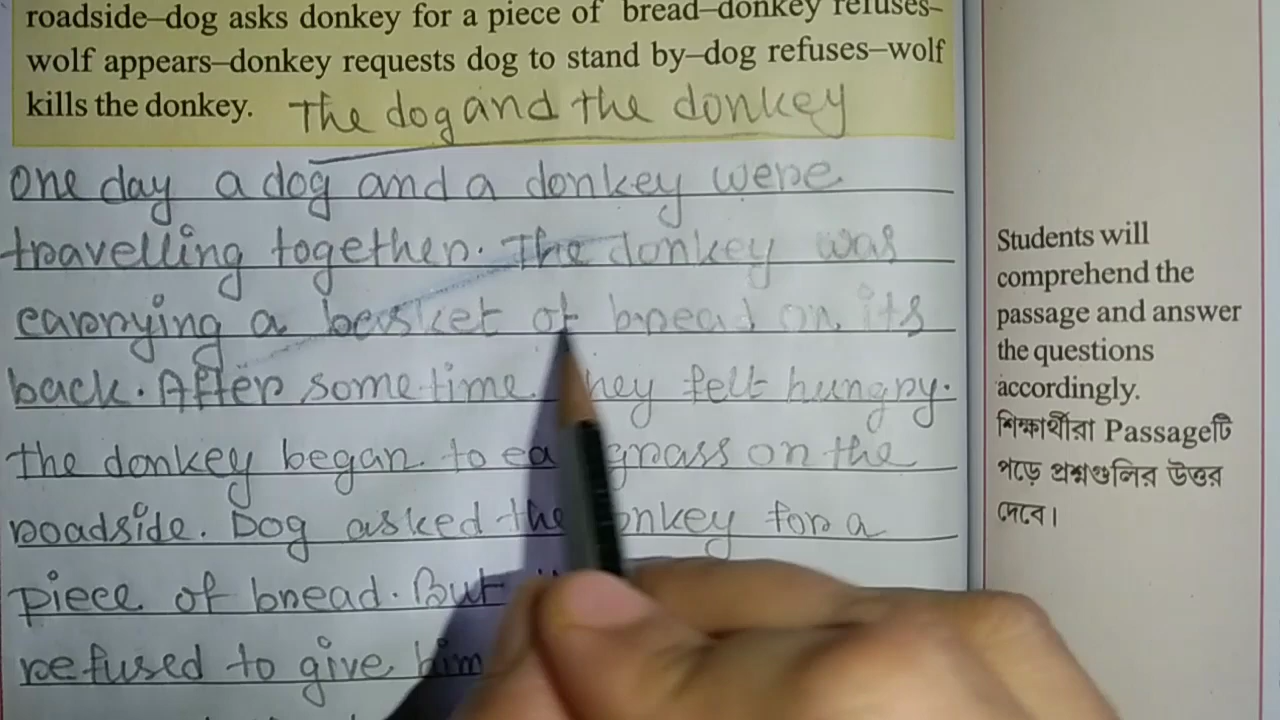 roadside–dog asks donkey for a piece of bread–donkey refuses–
wolf appears–donkey requests dog to stand by–dog refuses–wolf
kills the donkey. The dog and the donkey
One day a dog and a donkey were
travelling together. The donkey was
carrying a basket of bread on its
back. After sometime. hey felt hungry.
the donkey began to ea grass on the
roadside. Dog asked the onkey for a
piece of bread. But
refused to give him
Students will
comprehend the
passage and answer
the questions
accordingly.
শিক্ষার্থীরা Passageটি
পড়ে প্রশ্নগুলির উত্তর
দেবে।